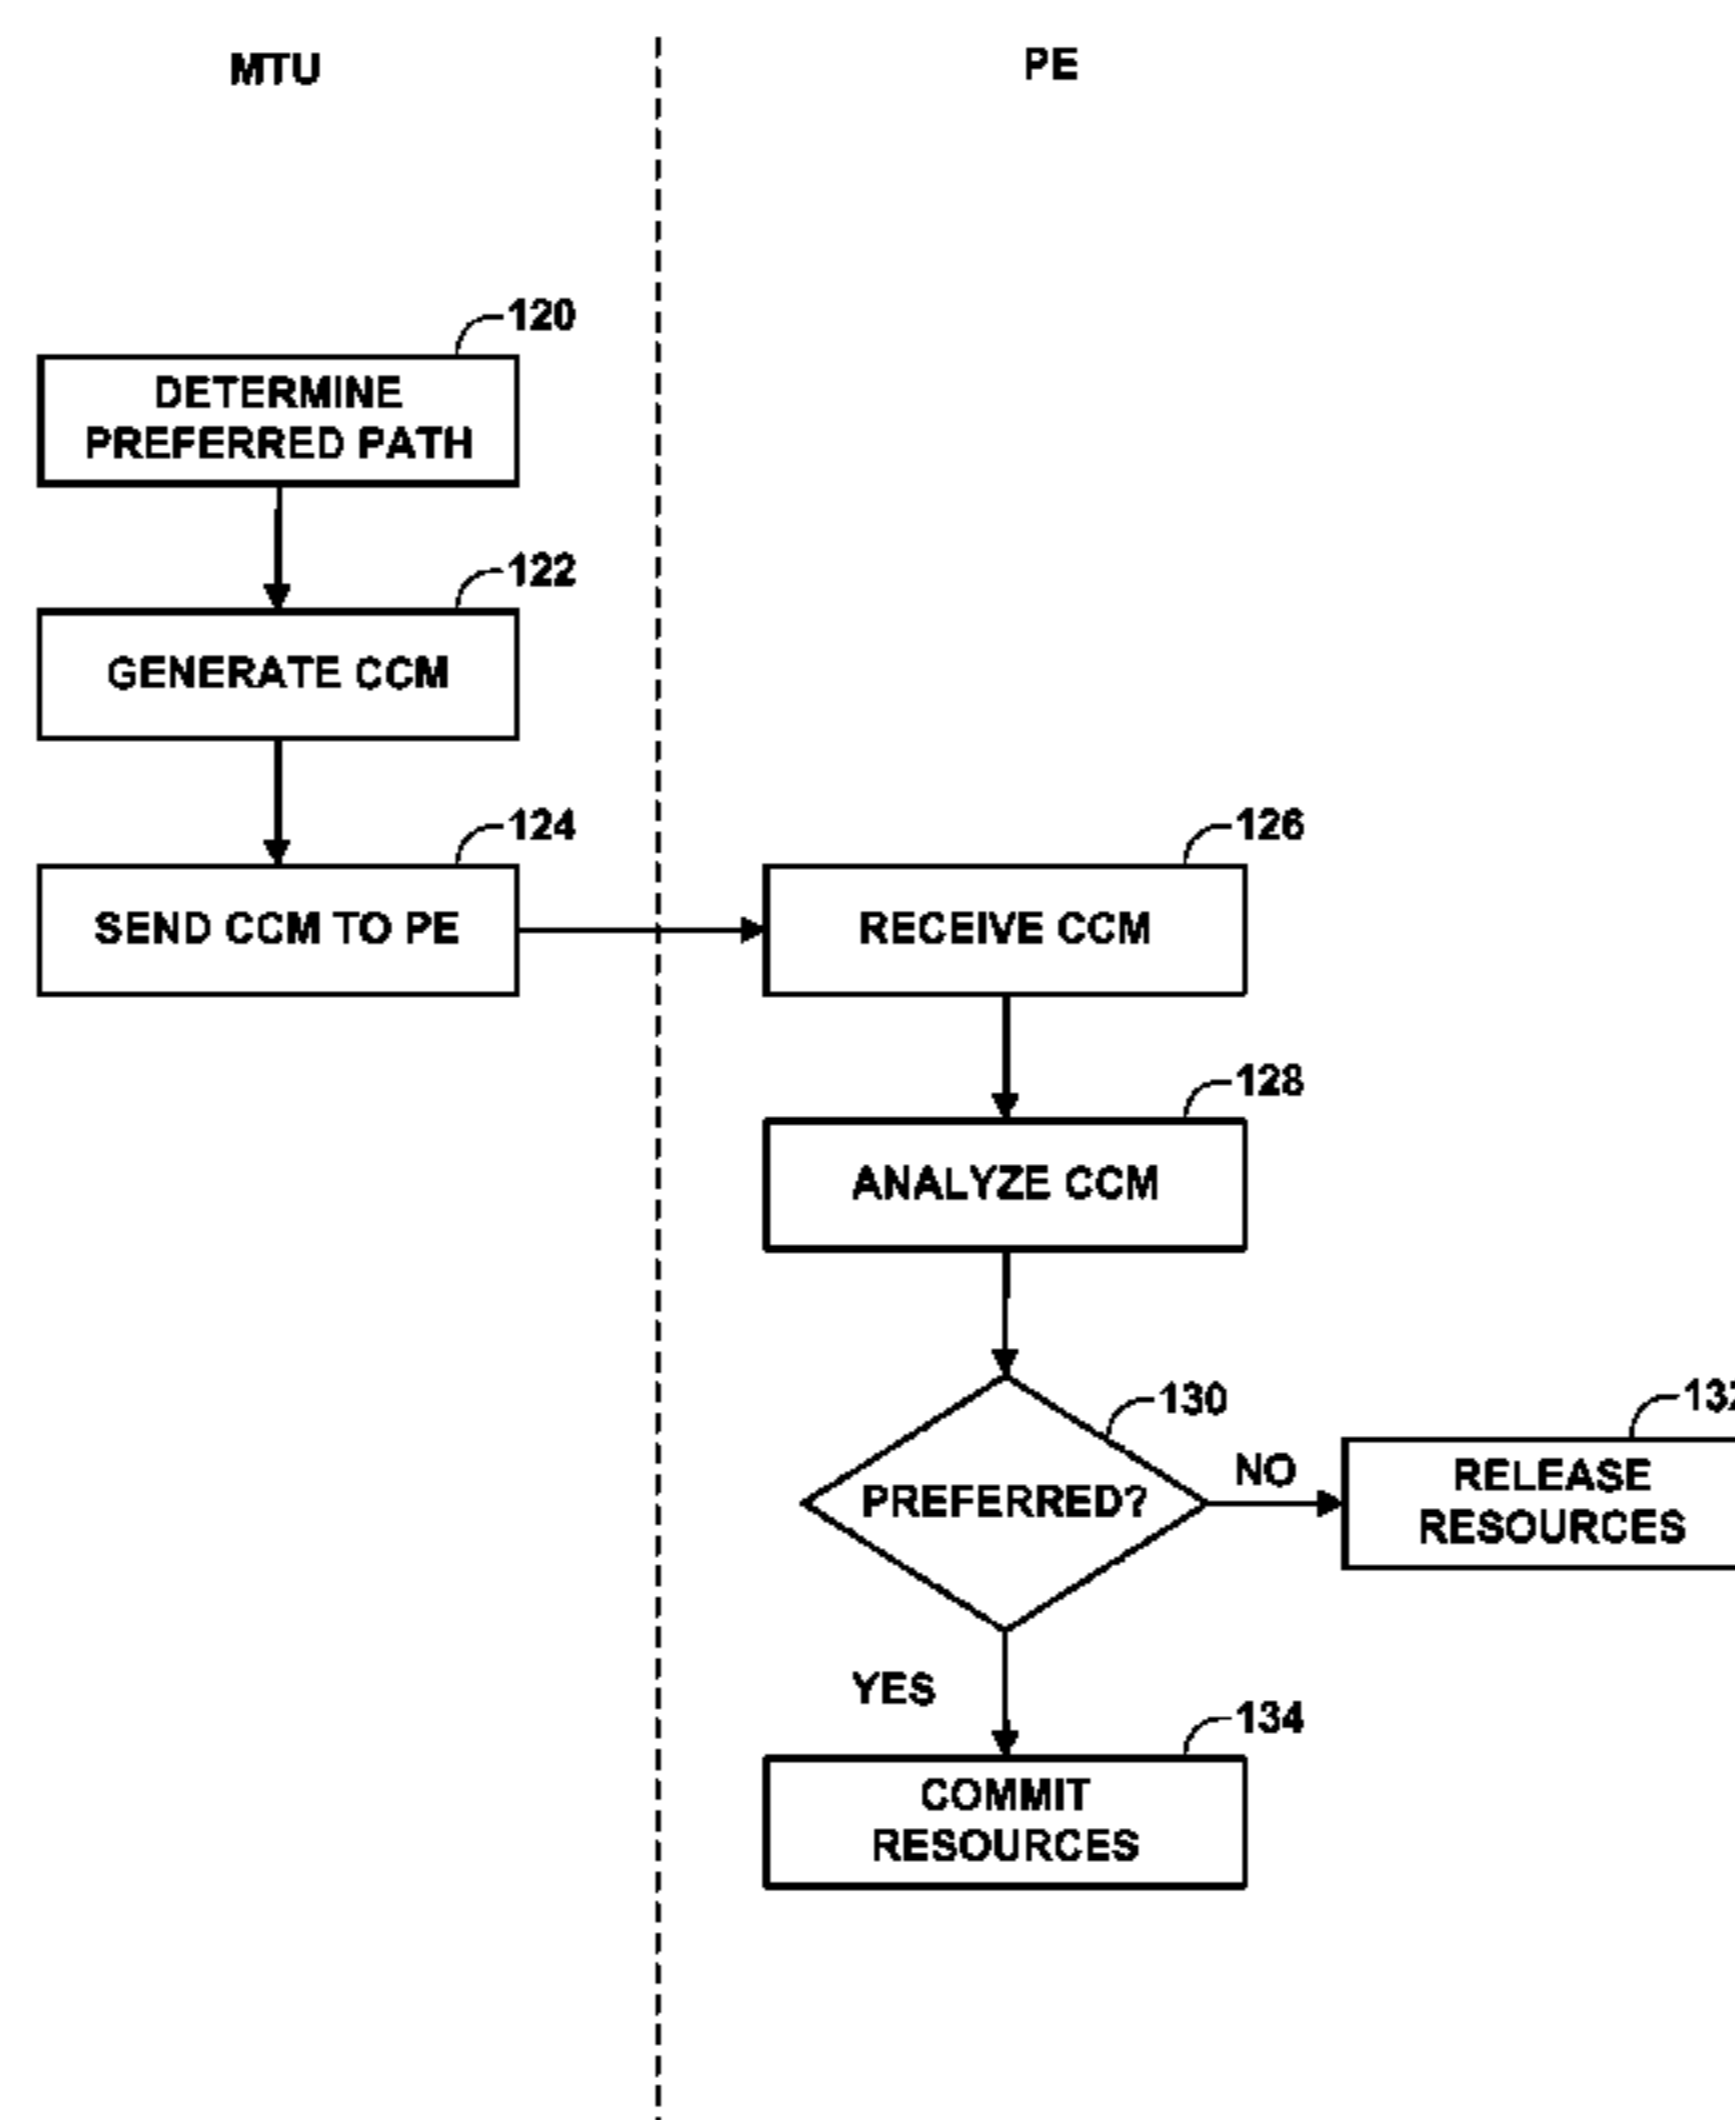 MTU
PE
120
DETERMINE
PREFERRED PATH
122
GENERATE CCM
124
SEND CCM TO PE
126
RECEIVE CCM
128
ANALYZE CCM
130
PREFERRED?
NO
RELEASE
RESOURCES
YES
134
COMMIT
RESOURCES